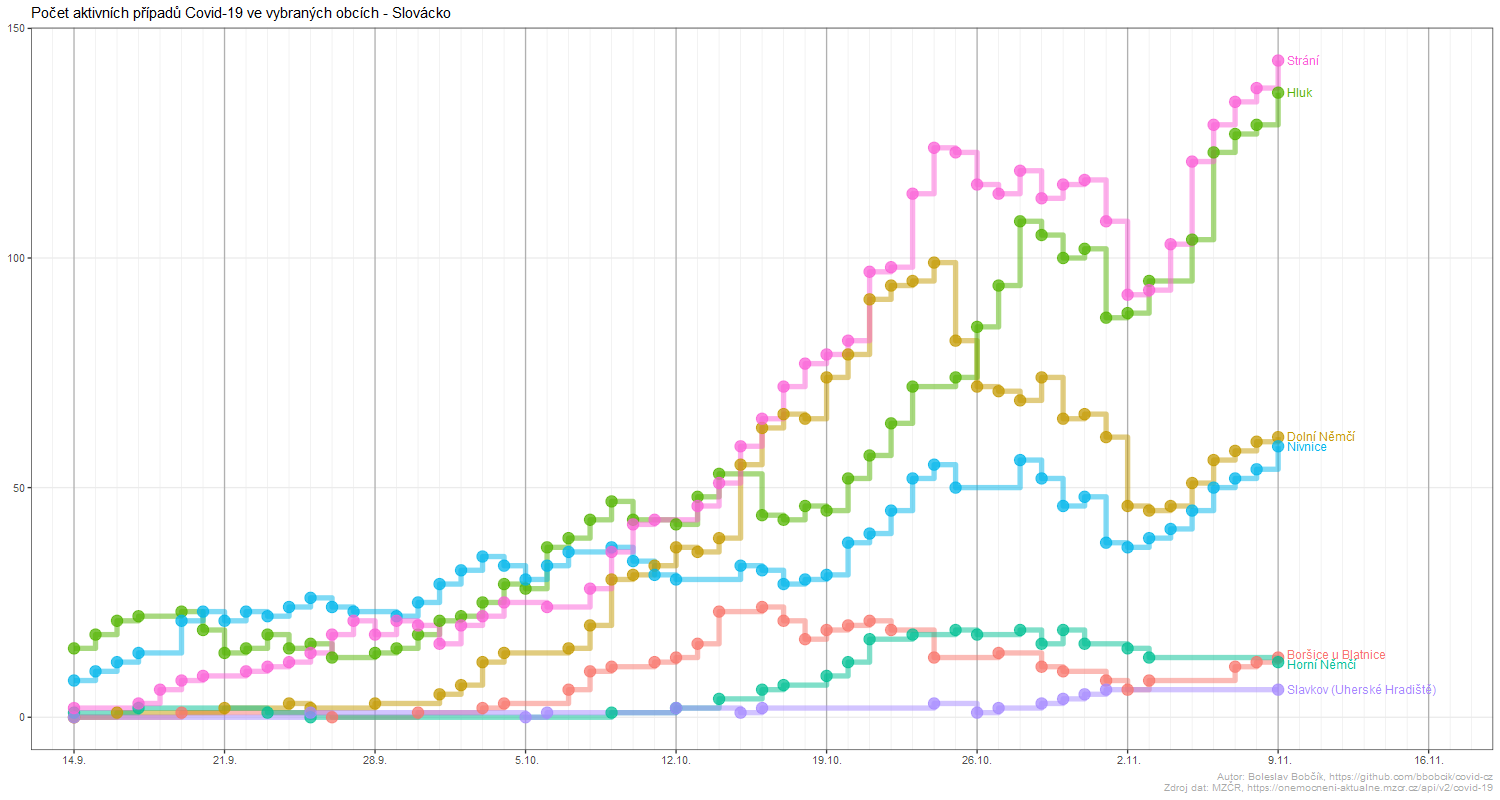 Počet aktivních případů Covid-19 ve vybraných obcích - Slovácko
150
100
50
0
Strání
Hluk
Dolní Němčí
Nivnice
Boršice u Blatnice
Horní Němčí
Slavkov (Uherské Hradiště)
14.9. 21.9. 28.9. 5.10. 12.10. 19.10. 26.10. 2.11. 9.11. 16.11.
Autor: Boleslav Bobčík, https://github.com/bbobcik/covid-cz
Zdroj dat: MZČR, https://onemocneni-aktualne.mzcr.cz/api/v2/covid-19